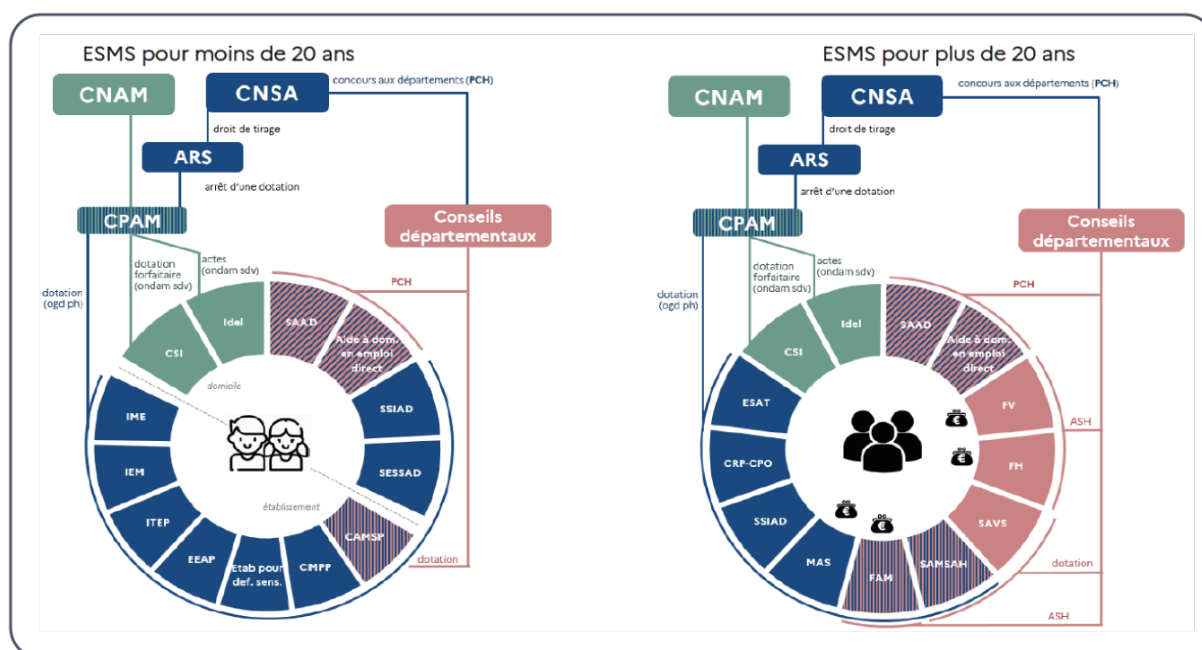 ESMS pour moins de 20 ans
CNAM
CNSA
concours aux départements (PCH)
droit de tirage
ARS
arrêt d'une dotation
CPAM
Conseils
départementaux
dotation
forfaitaire
(ondam sdv)
actes
(ondam sdv)
dotation
(ogd ph)
PCH
CSI
Idel
SAAD
Aide à dom.
en emploi
direct
domicile
IME
SSIAD
IEM
SESSAD
établissement
ITEP
EEAP
Etab pour
def. sens.
CMPP
CAMSP
dotation
ESMS pour plus de 20 ans
CNAM
CNSA
concours aux départements (PCH)
droit de tirage
ARS
arrêt d'une dotation
CPAM
Conseils
départementaux
dotation
forfaitaire
(ondam sdv)
actes
(ondam sdv)
dotation
(ogd ph)
PCH
CSI
Idel
SAAD
Aide à dom.
en emploi
direct
ESAT
FV
€
ASH
CRP-CPO
€
FH
SSIAD
€
€
SAVS
MAS
FAM
SAMSAH
dotation
ASH